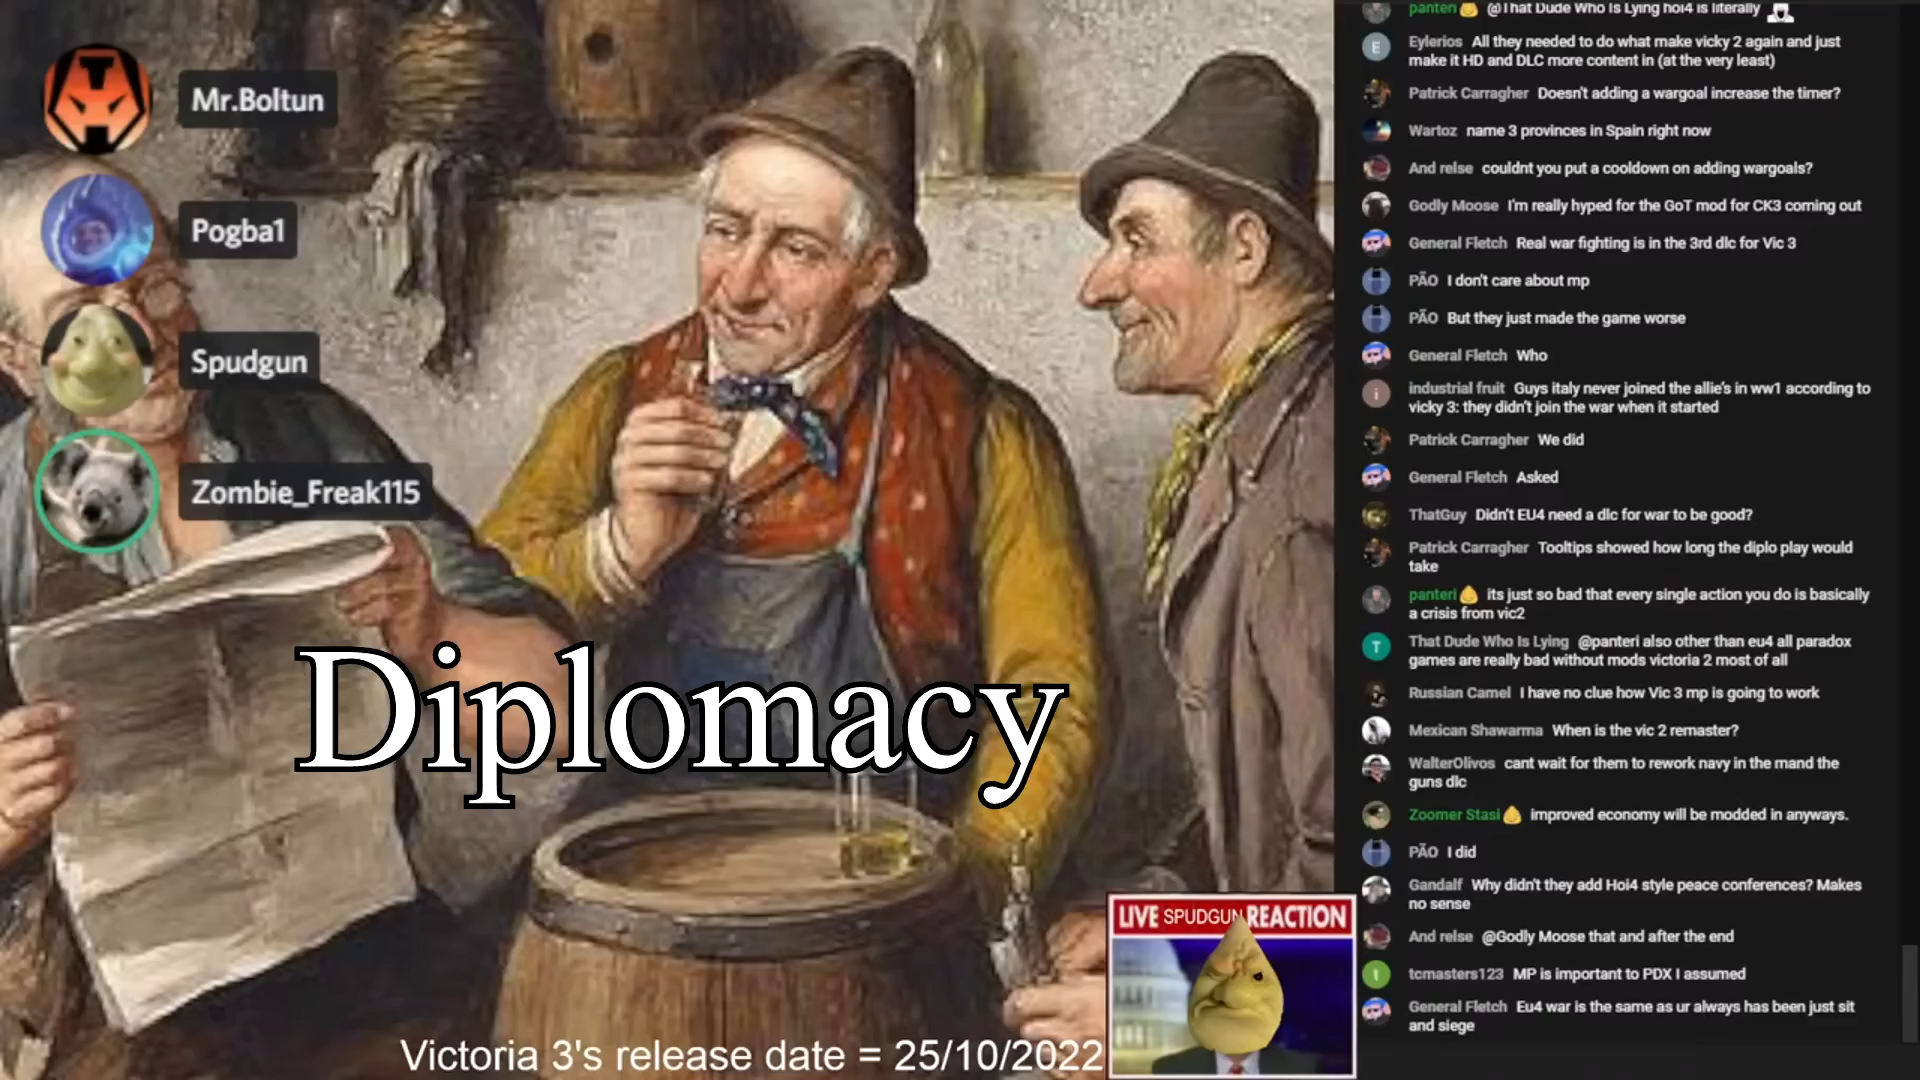 Mr.Boltun
Pogba1
Spudgun
Zombie_Freak115
Diplomacy
Victoria 3's release date = 25/10/2022
LIVE SPUDGUN REACTION
panteri @That Dude Who Is Lying hoi4 is literally
Eylerios All they needed to do what make vicky 2 again and just
make it HD and DLC more content in (at the very least)
Patrick Carragher Doesn't adding a wargoal increase the timer?
Wartoz name 3 provinces in Spain right now
And relse couldnt you put a cooldown on adding wargoals?
Godly Moose I'm really hyped for the GoT mod for CK3 coming out
General Fletch Real war fighting is in the 3rd dlc for Vic 3
PÃO I don't care about mp
PÃO But they just made the game worse
General Fletch Who
industrial fruit Guys italy never joined the allie's in ww1 according to
vicky 3: they didn't join the war when it started
Patrick Carragher We did
General Fletch Asked
ThatGuy Didn't EU4 need a dlc for war to be good?
Patrick Carragher Tooltips showed how long the diplo play would
take
panteri its just so bad that every single action you do is basically
a crisis from vic2
T That Dude Who Is Lying @panteri also other than eu4 all paradox
games are really bad without mods victoria 2 most of all
Russian Camel I have no clue how Vic 3 mp is going to work
Mexican Shawarma When is the vic 2 remaster?
WalterOlivos cant wait for them to rework navy in the mand the
guns dlc
Zoomer Stasi improved economy will be modded in anyways.
PÃO I did
Gandalf Why didn't they add Hoi4 style peace conferences? Makes
no sense
And relse @Godly Moose that and after the end
t tcmasters123 MP is important to PDX I assumed
General Fletch Eu4 war is the same as ur always has been just sit
and siege